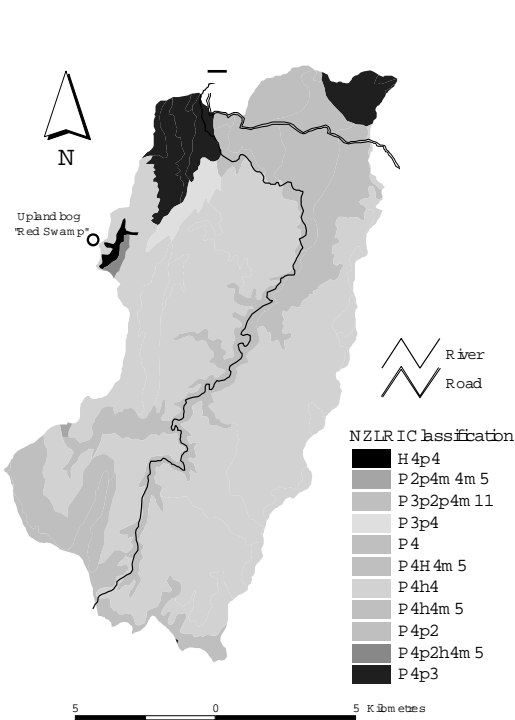 N
Upland bog
"Red Swamp"
River
Road
NZLRI Classification
H4p4
P2p4m4m5
P3p2p4m11
P3p4
P4
P4H4m5
P4h4
P4h4m5
P4p2
P4p2h4m5
P4p3
5 0 5 Kilometres